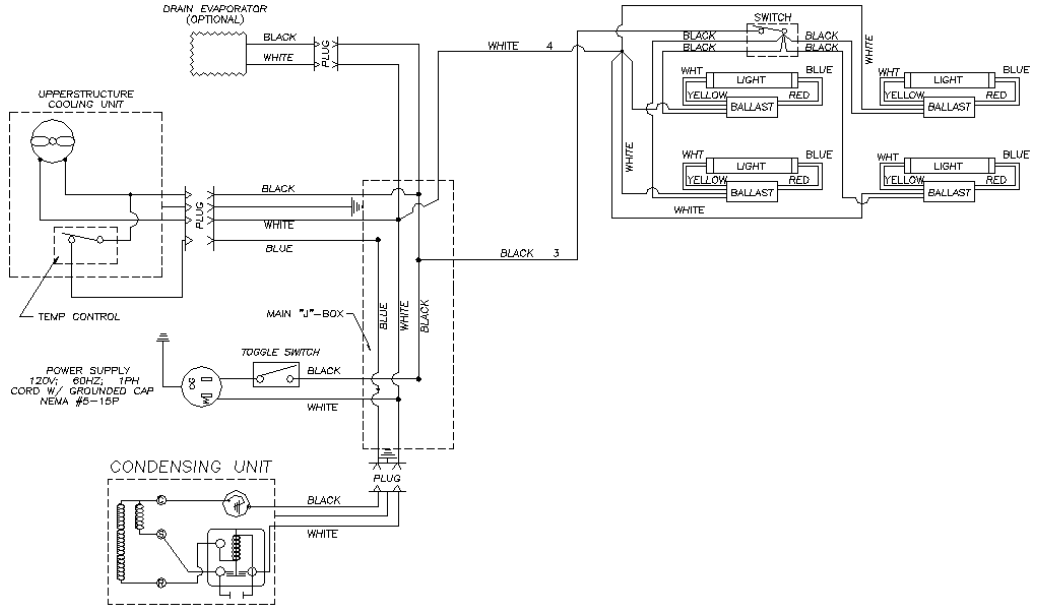 DRAIN EVAPORATOR
(OPTIONAL)
BLACK
WHITE
PLUG
WHITE 4
SWITCH
BLACK
BLACK
BLACK
BLACK
WHITE
WHT
LIGHT
BLUE
YELLOW
RED
BALLAST
WHT
LIGHT
BLUE
YELLOW
RED
BALLAST
UPPERSTRUCTURE
COOLING UNIT
WHITE
WHT
LIGHT
BLUE
YELLOW
RED
BALLAST
WHT
LIGHT
BLUE
YELLOW
RED
BALLAST
WHITE
BLACK
PLUG
WHITE
BLUE
BLACK 3
TEMP CONTROL
MAIN "J"-BOX
BLUE
WHITE
BLACK
TOGGLE SWITCH
BLACK
WHITE
POWER SUPPLY
120V; 60HZ; 1PH
CORD W/ GROUNDED CAP
NEMA #5-15P
G
W
CONDENSING UNIT
PLUG
BLACK
WHITE
C
S
R